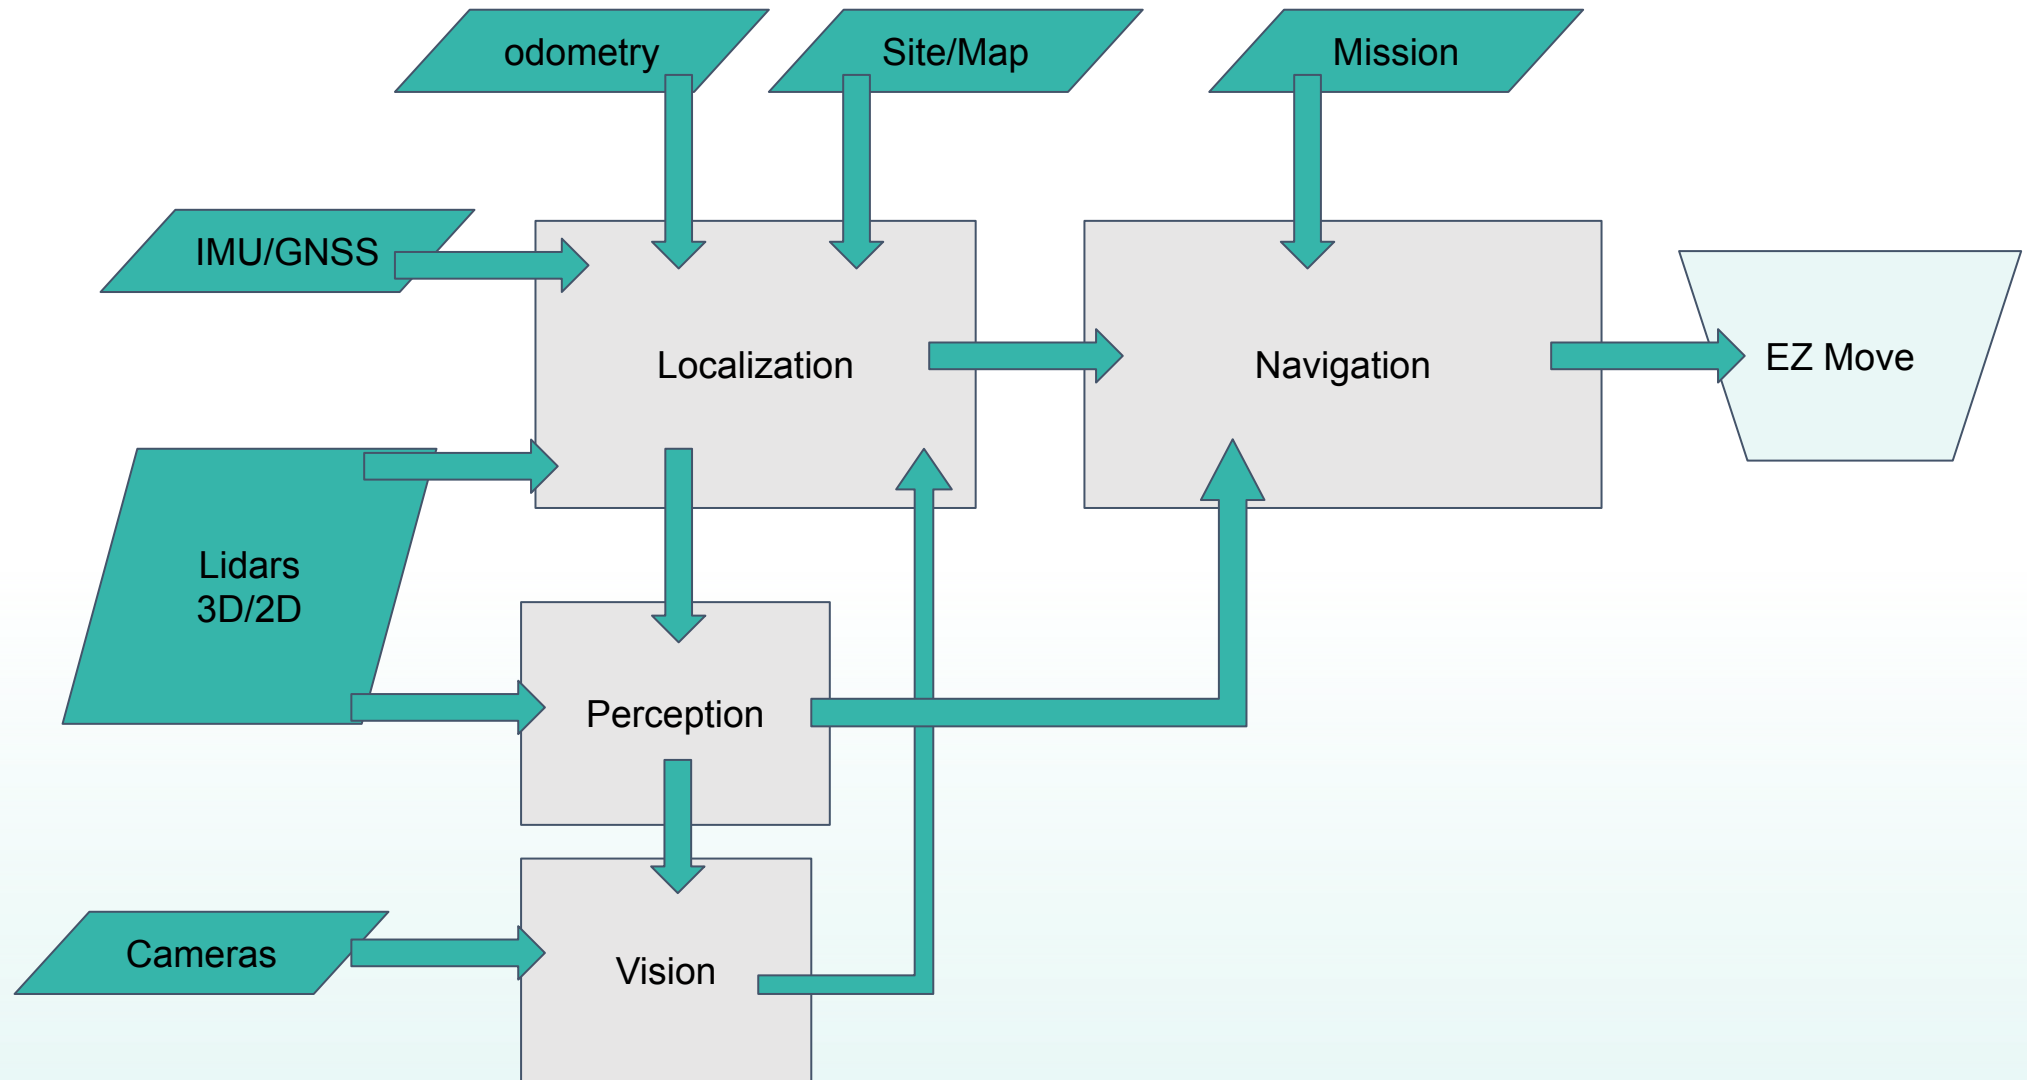 odometry
Site/Map
Mission
IMU/GNSS
Localization
Navigation
EZ Move
Lidars
3D/2D
Perception
Cameras
Vision